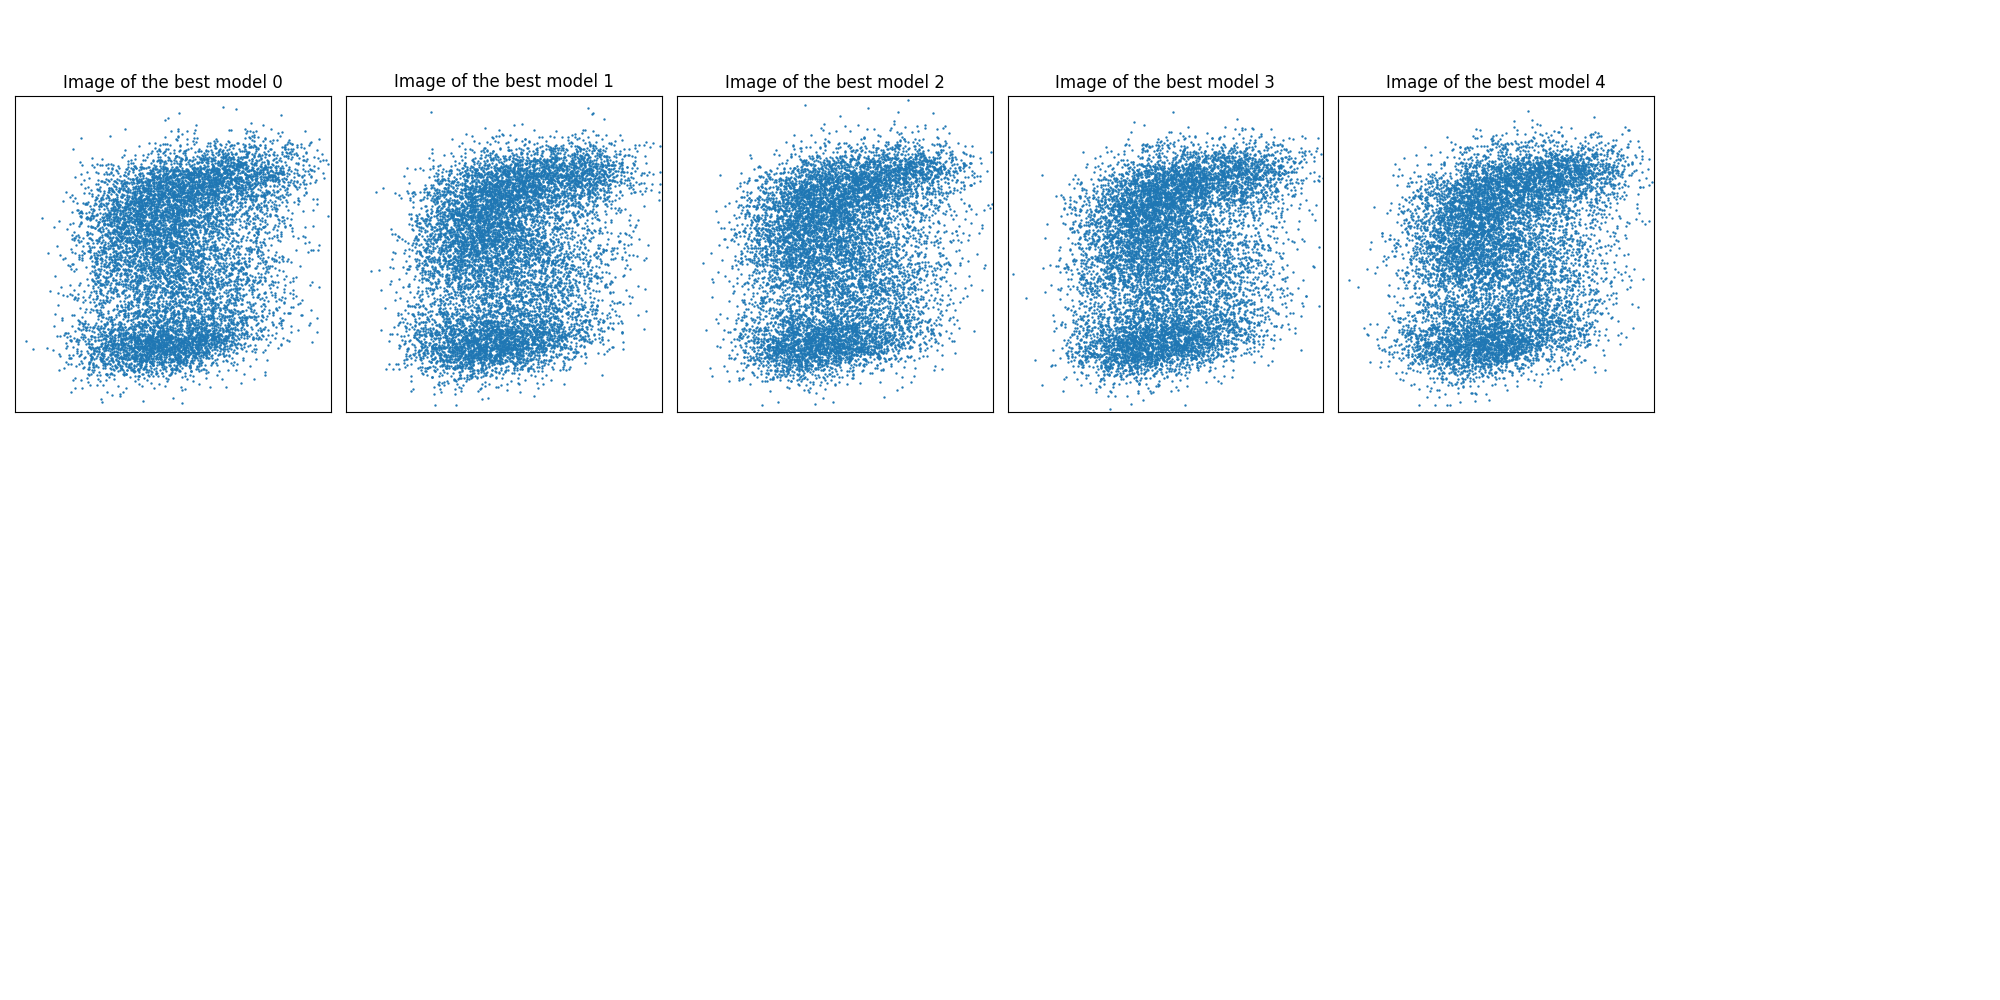 Image of the best model 0
Image of the best model 1
Image of the best model 2
Image of the best model 3
Image of the best model 4